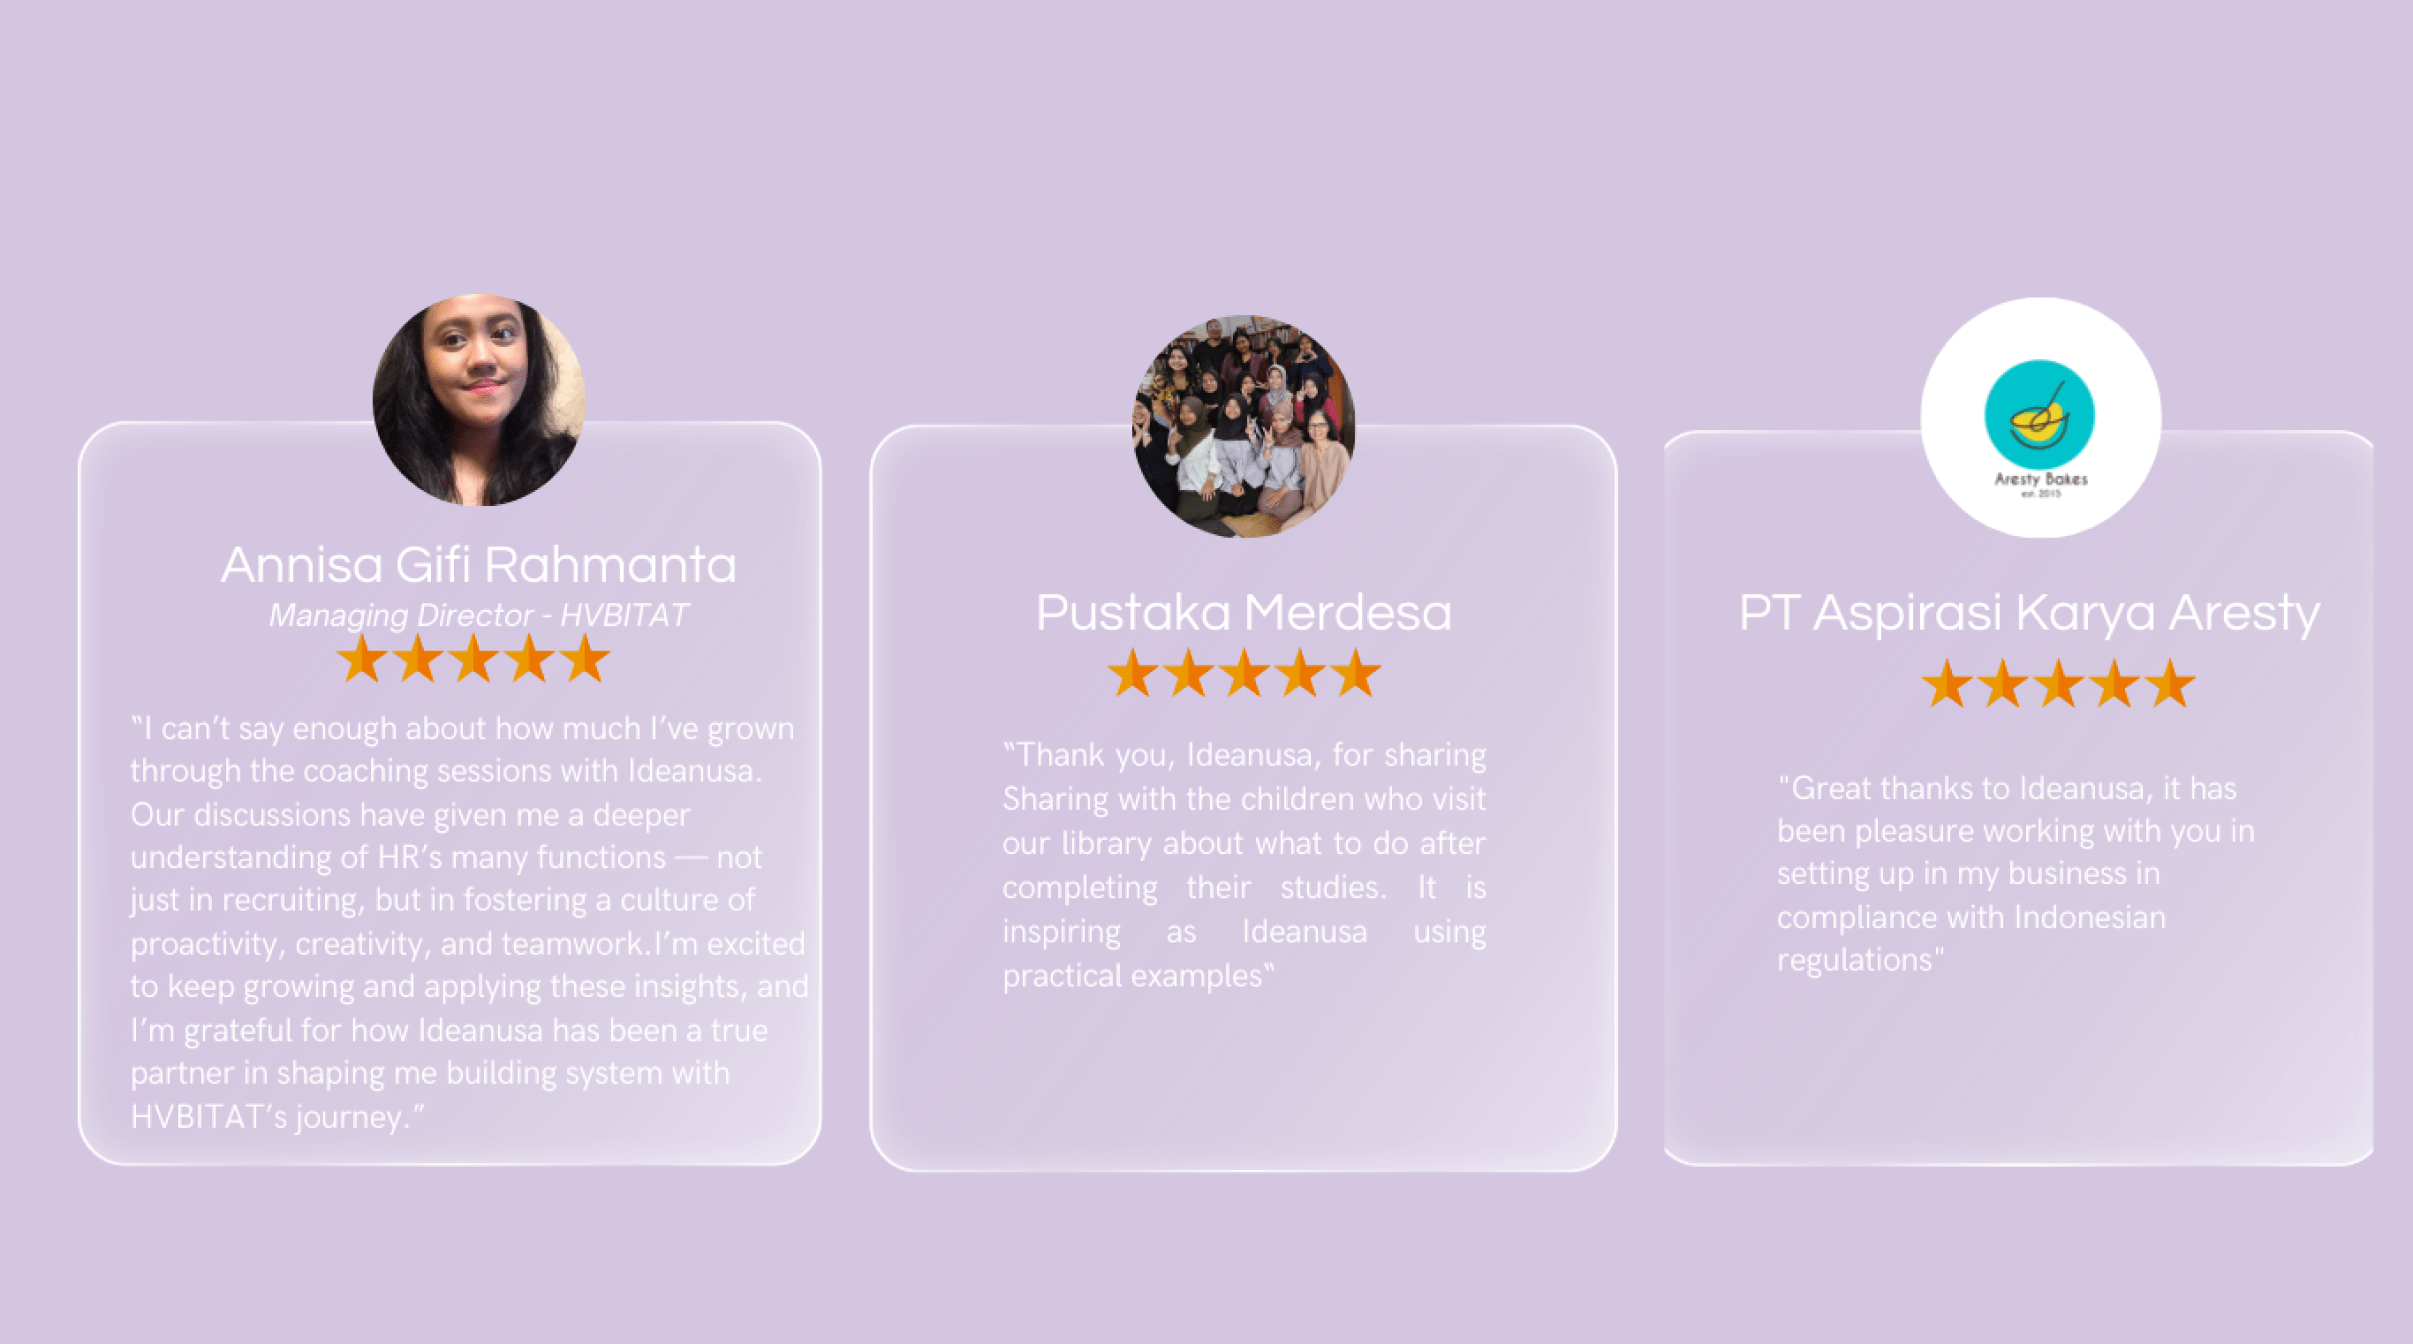 Aresty Bakes
est. 2015
Annisa Gifi Rahmanta
Managing Director - HVBITAT
“I can’t say enough about how much I’ve grown
through the coaching sessions with Ideanusa.
Our discussions have given me a deeper
understanding of HR’s many functions — not
just in recruiting, but in fostering a culture of
proactivity, creativity, and teamwork.I’m excited
to keep growing and applying these insights, and
I’m grateful for how Ideanusa has been a true
partner in shaping me building system with
HVBITAT’s journey.”
Pustaka Merdesa
“Thank you, Ideanusa, for sharing
Sharing with the children who visit
our library about what to do after
completing their studies. It is
inspiring as Ideanusa using
practical examples“
PT Aspirasi Karya Aresty
"Great thanks to Ideanusa, it has
been pleasure working with you in
setting up in my business in
compliance with Indonesian
regulations"